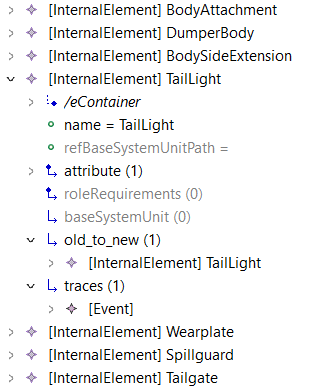 [InternalElement] BodyAttachment
[InternalElement] DumperBody
[InternalElement] BodySideExtension
[InternalElement] TailLight
/eContainer
name = TailLight
refBaseSystemUnitPath =
attribute (1)
roleRequirements (0)
baseSystemUnit (0)
old_to_new (1)
[InternalElement] TailLight
traces (1)
[Event]
[InternalElement] Wearplate
[InternalElement] Spillguard
[InternalElement] Tailgate